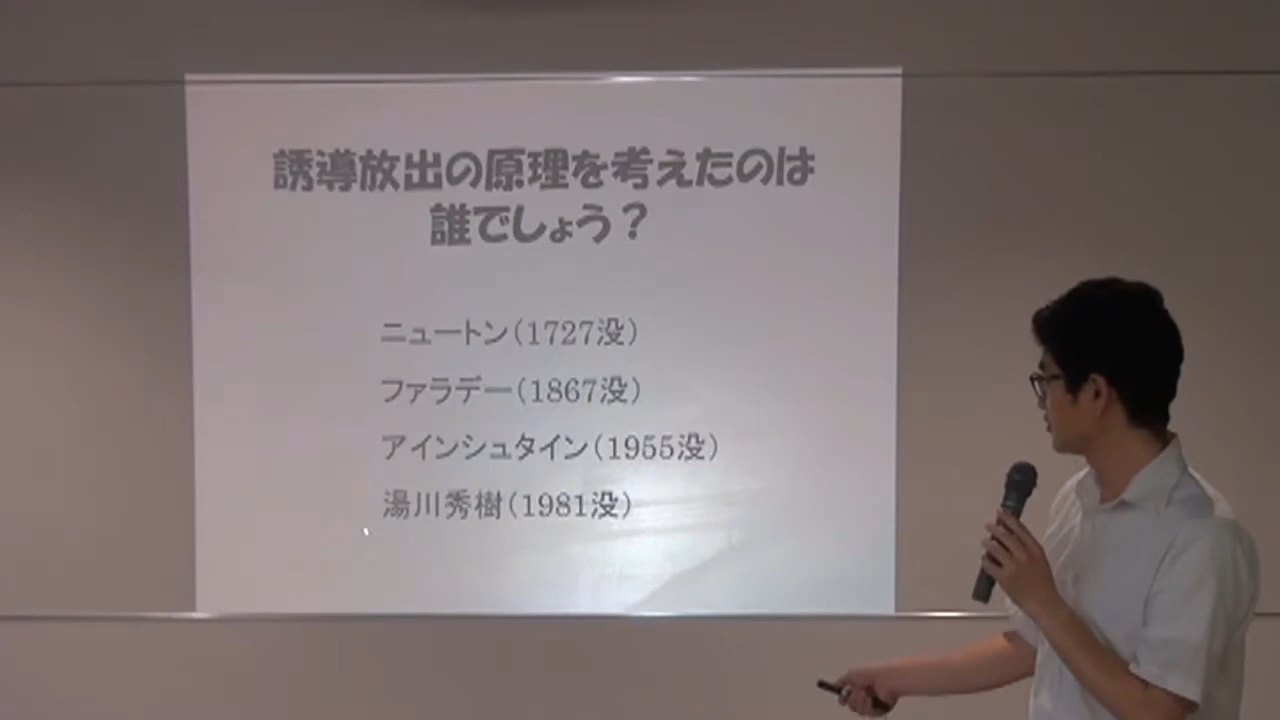 誘導放出の原理を考えたのは
誰でしょう？
ニュートン（1727没）
ファラデー（1867没）
アインシュタイン（1955没）
湯川秀樹（1981没）